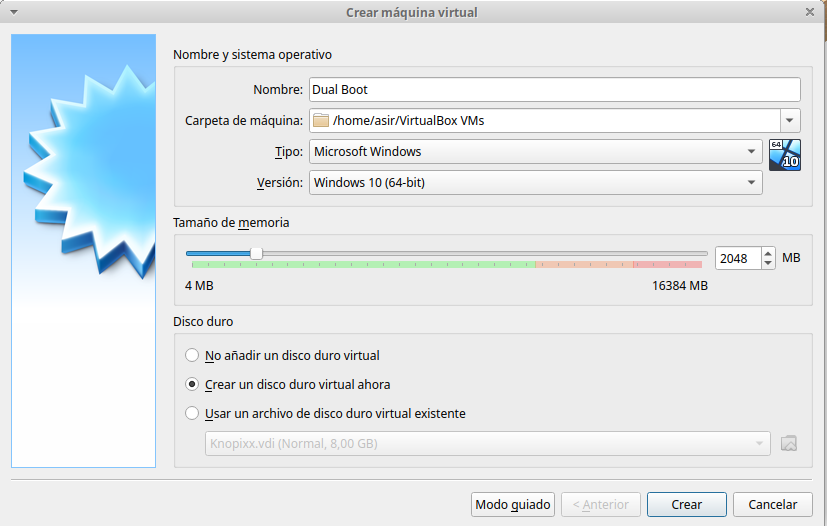 Crear máquina virtual
Nombre y sistema operativo
Nombre: Dual Boot
Carpeta de máquina: /home/asir/VirtualBox VMs
Tipo: Microsoft Windows
64
10
Versión: Windows 10 (64-bit)
Tamaño de memoria
2048 MB
4 MB 16384 MB
Disco duro
No añadir un disco duro virtual
Crear un disco duro virtual ahora
Usar un archivo de disco duro virtual existente
Knopixx.vdi (Normal, 8,00 GB)
Modo guiado < Anterior Crear Cancelar